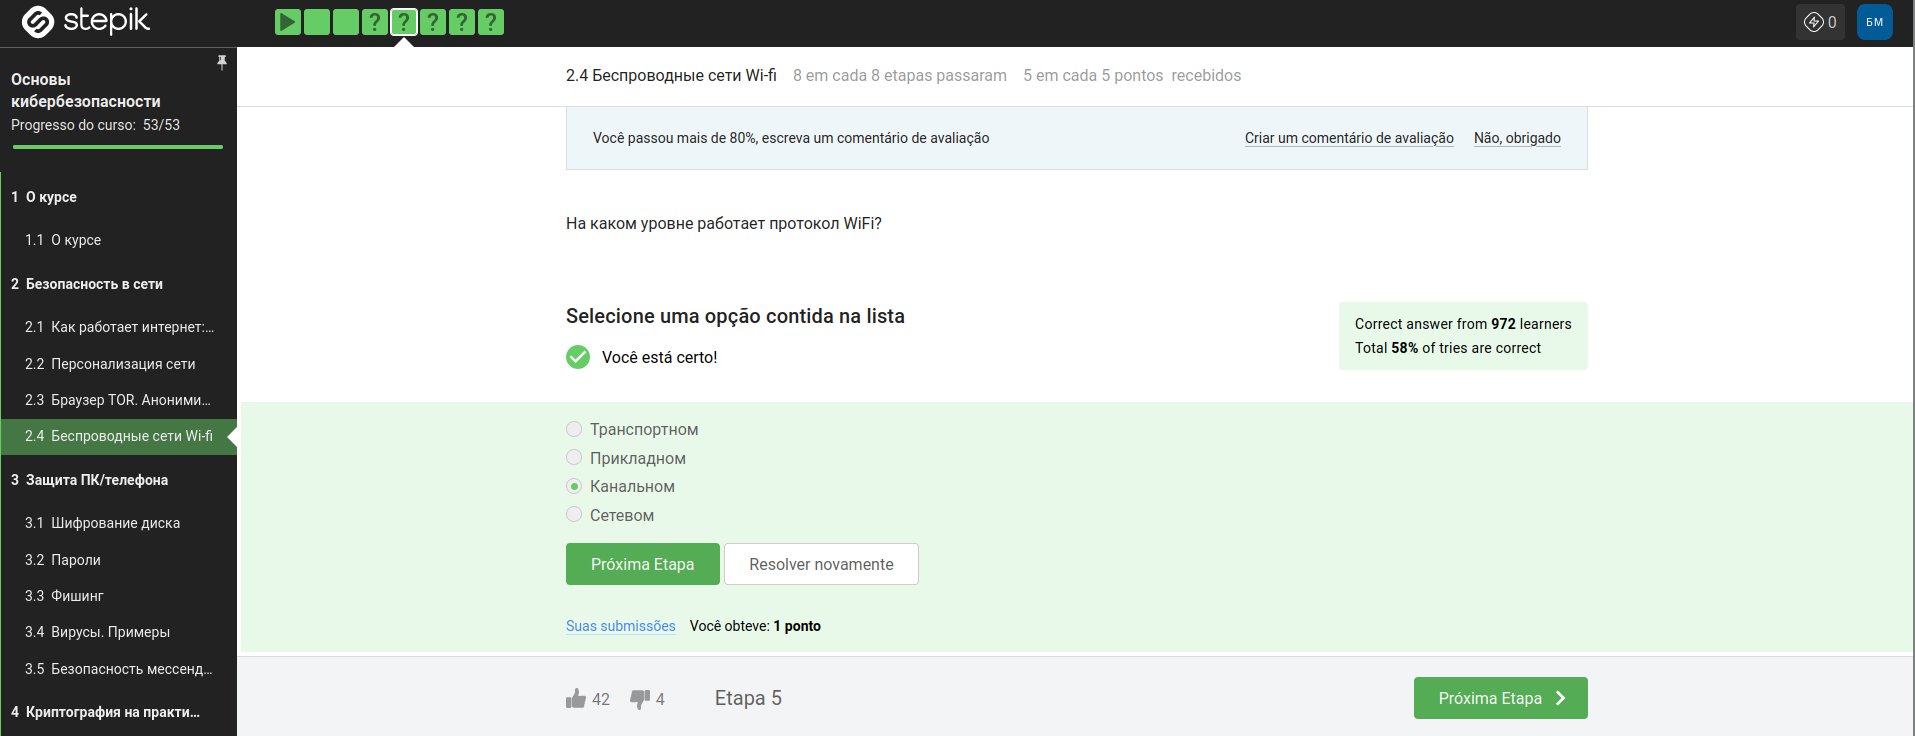 stepik
? ? ? ? ?
0
БМ
Основы
кибербезопасности
Progresso do curso: 53/53
1 О курсе
1.1 О курсе
2 Безопасность в сети
2.1 Как работает интернет:...
2.2 Персонализация сети
2.3 Браузер TOR. Аноними...
2.4 Беспроводные сети Wi-fi
3 Защита ПК/телефона
3.1 Шифрование диска
3.2 Пароли
3.3 Фишинг
3.4 Вирусы. Примеры
3.5 Безопасность мессенд...
4 Криптография на практи...
2.4 Беспроводные сети Wi-fi 8 em cada 8 etapas passaram 5 em cada 5 pontos recebidos
Você passou mais de 80%, escreva um comentário de avaliação Criar um comentário de avaliação Não, obrigado
На каком уровне работает протокол WiFi?
Selecione uma opção contida na lista
Você está certo!
Correct answer from 972 learners
Total 58% of tries are correct
Транспортном
Прикладном
Канальном
Сетевом
Próxima Etapa Resolver novamente
Suas submissões Você obteve: 1 ponto
42 4 Etapa 5 Próxima Etapa